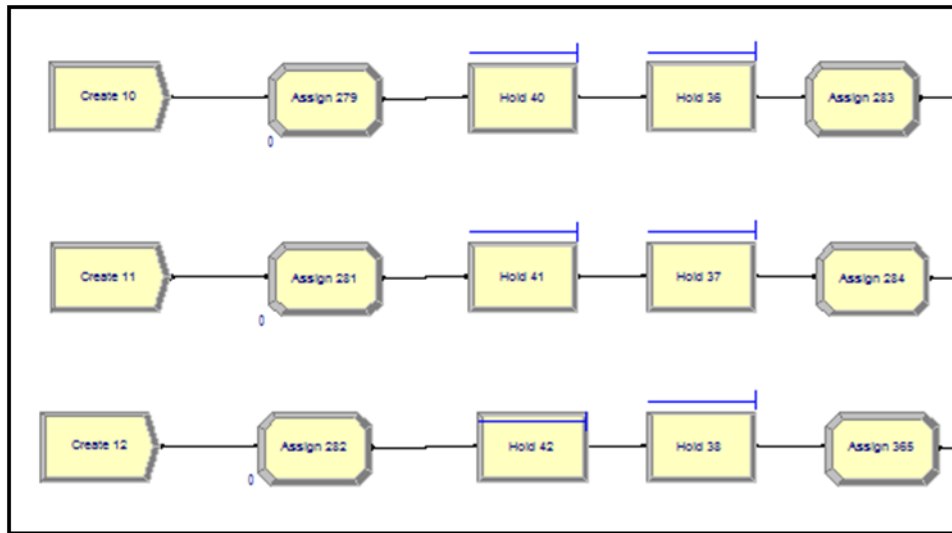 Create 10
Assign 279
Hold 40
Hold 36
Assign 283
0
Create 11
Assign 281
Hold 41
Hold 37
Assign 284
0
Create 12
Assign 282
Hold 42
Hold 38
Assign 365
0